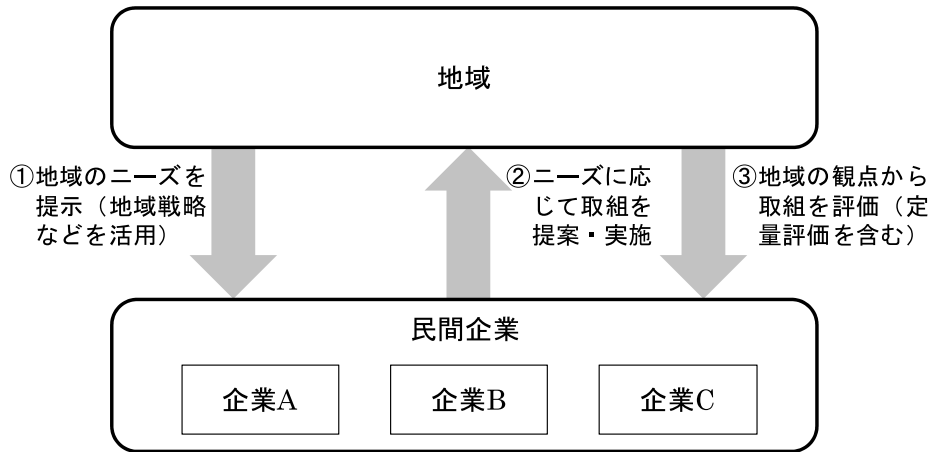 地域
①地域のニーズを
提示（地域戦略
などを活用）
②ニーズに応
じて取組を
提案・実施
③地域の観点から
取組を評価（定
量評価を含む）
民間企業
企業A
企業B
企業C